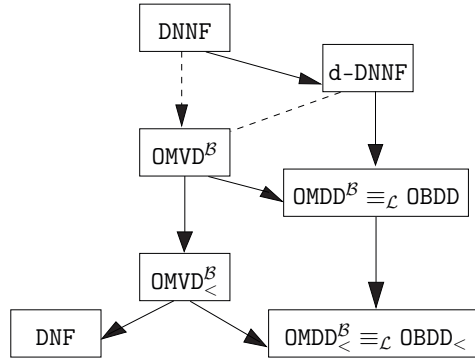 DNNF
d-DNNF
OMVD^ℬ
OMDD^ℬ ≡_ℒ OBDD
OMVD^ℬ_<
DNF
OMDD^ℬ_< ≡_ℒ OBDD_<